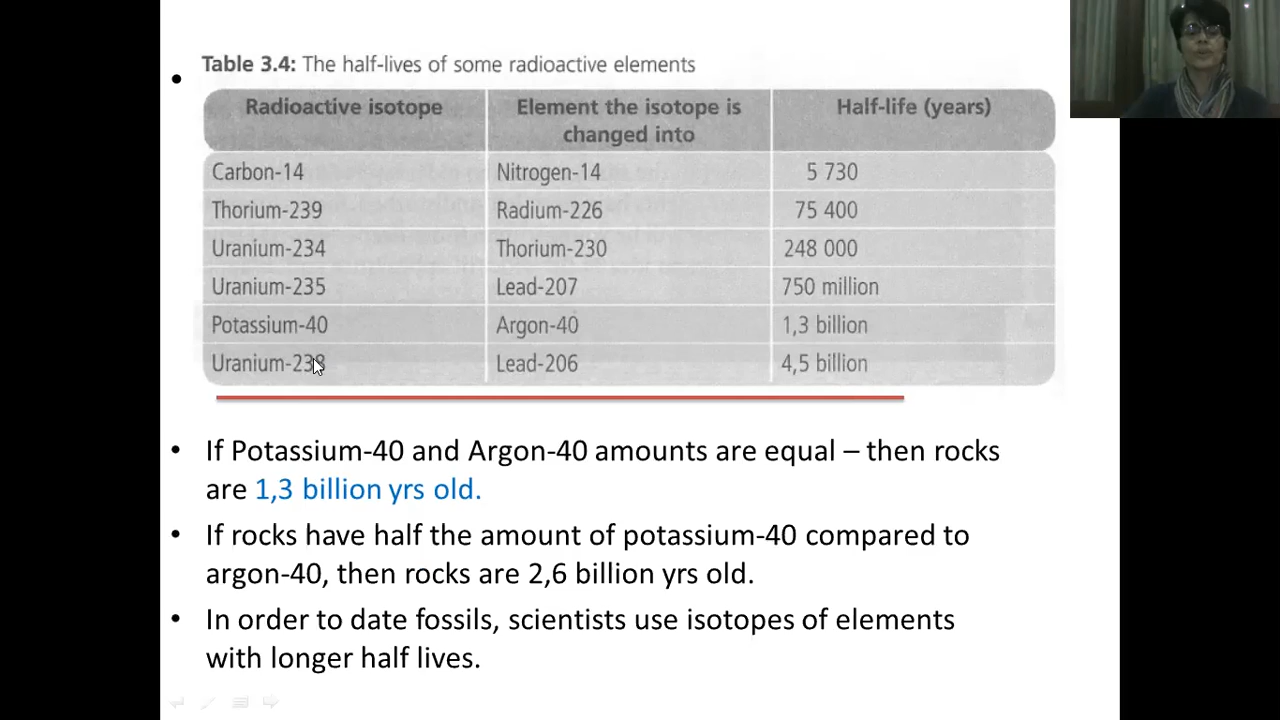 • Table 3.4: The half-lives of some radioactive elements
Radioactive isotope Element the isotope is changed into Half-life (years)
Carbon-14 Nitrogen-14 5 730
Thorium-239 Radium-226 75 400
Uranium-234 Thorium-230 248 000
Uranium-235 Lead-207 750 million
Potassium-40 Argon-40 1,3 billion
Uranium-238 Lead-206 4,5 billion
• If Potassium-40 and Argon-40 amounts are equal – then rocks
are 1,3 billion yrs old.
• If rocks have half the amount of potassium-40 compared to
argon-40, then rocks are 2,6 billion yrs old.
• In order to date fossils, scientists use isotopes of elements
with longer half lives.